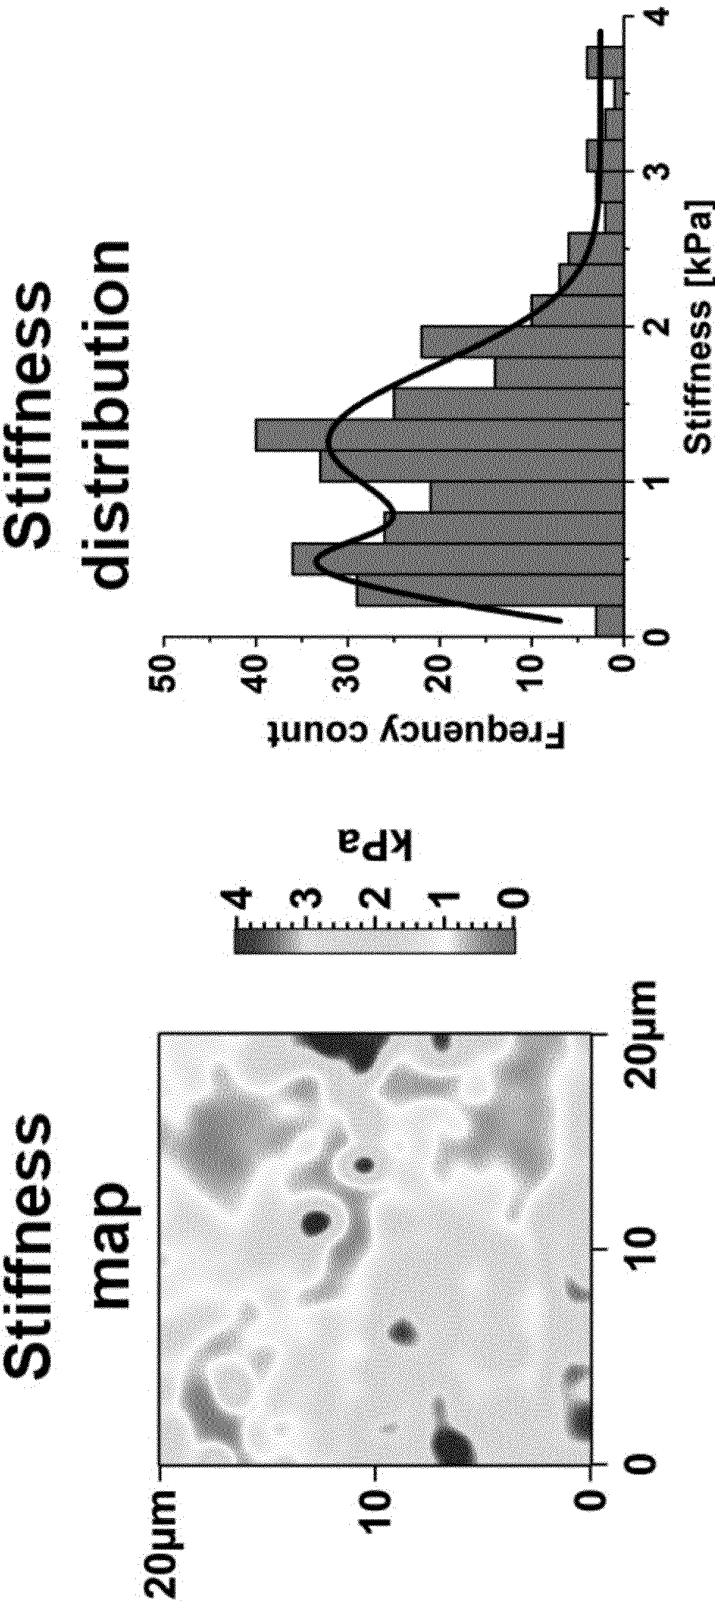 Stiffness
map
20µm
10
0
0
10
20µm
4
3
2
1
0
kPa
Stiffness
distribution
50
40
30
20
10
0
Frequency count
0
1
2
3
4
Stiffness [kPa]